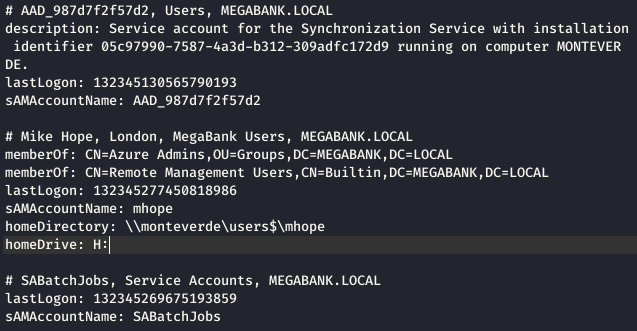 # AAD_987d7f2f57d2, Users, MEGABANK.LOCAL
description: Service account for the Synchronization Service with installation
 identifier 05c97990-7587-4a3d-b312-309adfc172d9 running on computer MONTEVER
DE.
lastLogon: 132345130565790193
sAMAccountName: AAD_987d7f2f57d2

# Mike Hope, London, MegaBank Users, MEGABANK.LOCAL
memberOf: CN=Azure Admins,OU=Groups,DC=MEGABANK,DC=LOCAL
memberOf: CN=Remote Management Users,CN=Builtin,DC=MEGABANK,DC=LOCAL
lastLogon: 132345277450818986
sAMAccountName: mhope
homeDirectory: \\monteverde\users$\mhope
homeDrive: H:

# SABatchJobs, Service Accounts, MEGABANK.LOCAL
lastLogon: 132345269675193859
sAMAccountName: SABatchJobs